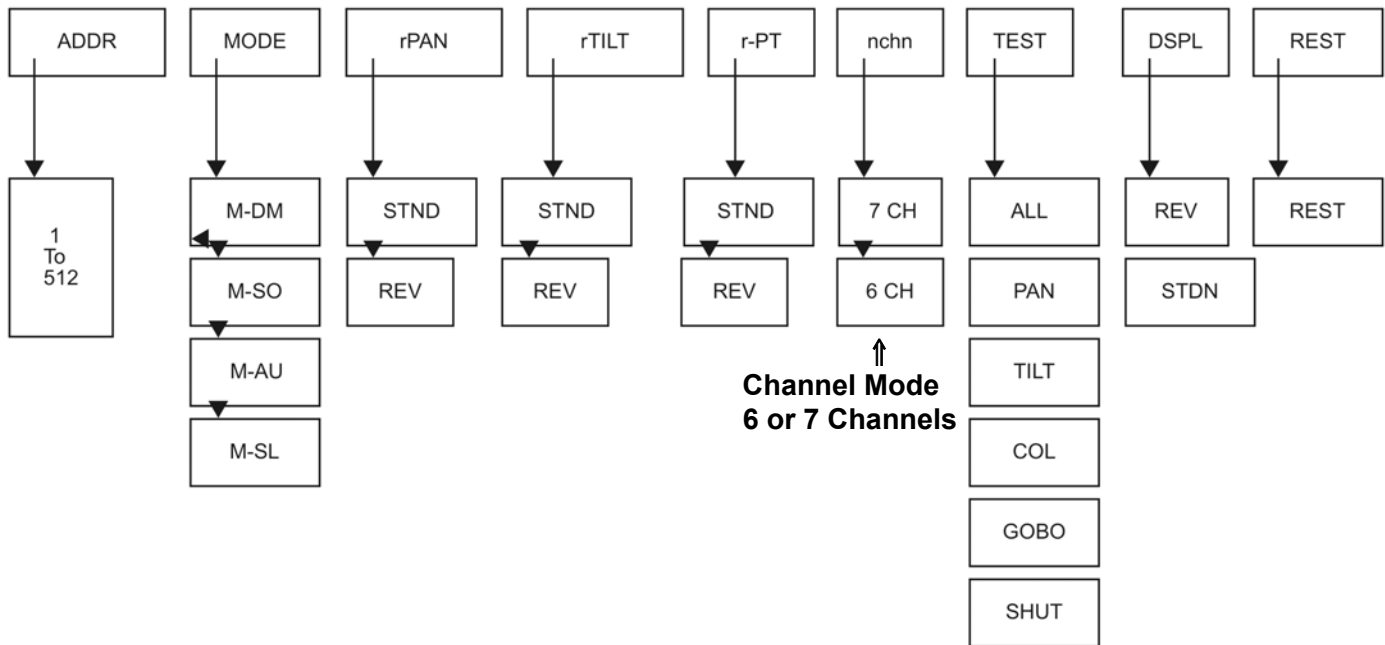 ADDR
MODE
rPAN
rTILT
r-PT
nchn
TEST
DSPL
REST
1
To
512
M-DM
STND
STND
STND
7 CH
ALL
REV
REST
M-SO
REV
REV
REV
6 CH
PAN
STDN
M-AU
Channel Mode
6 or 7 Channels
TILT
M-SL
COL
GOBO
SHUT